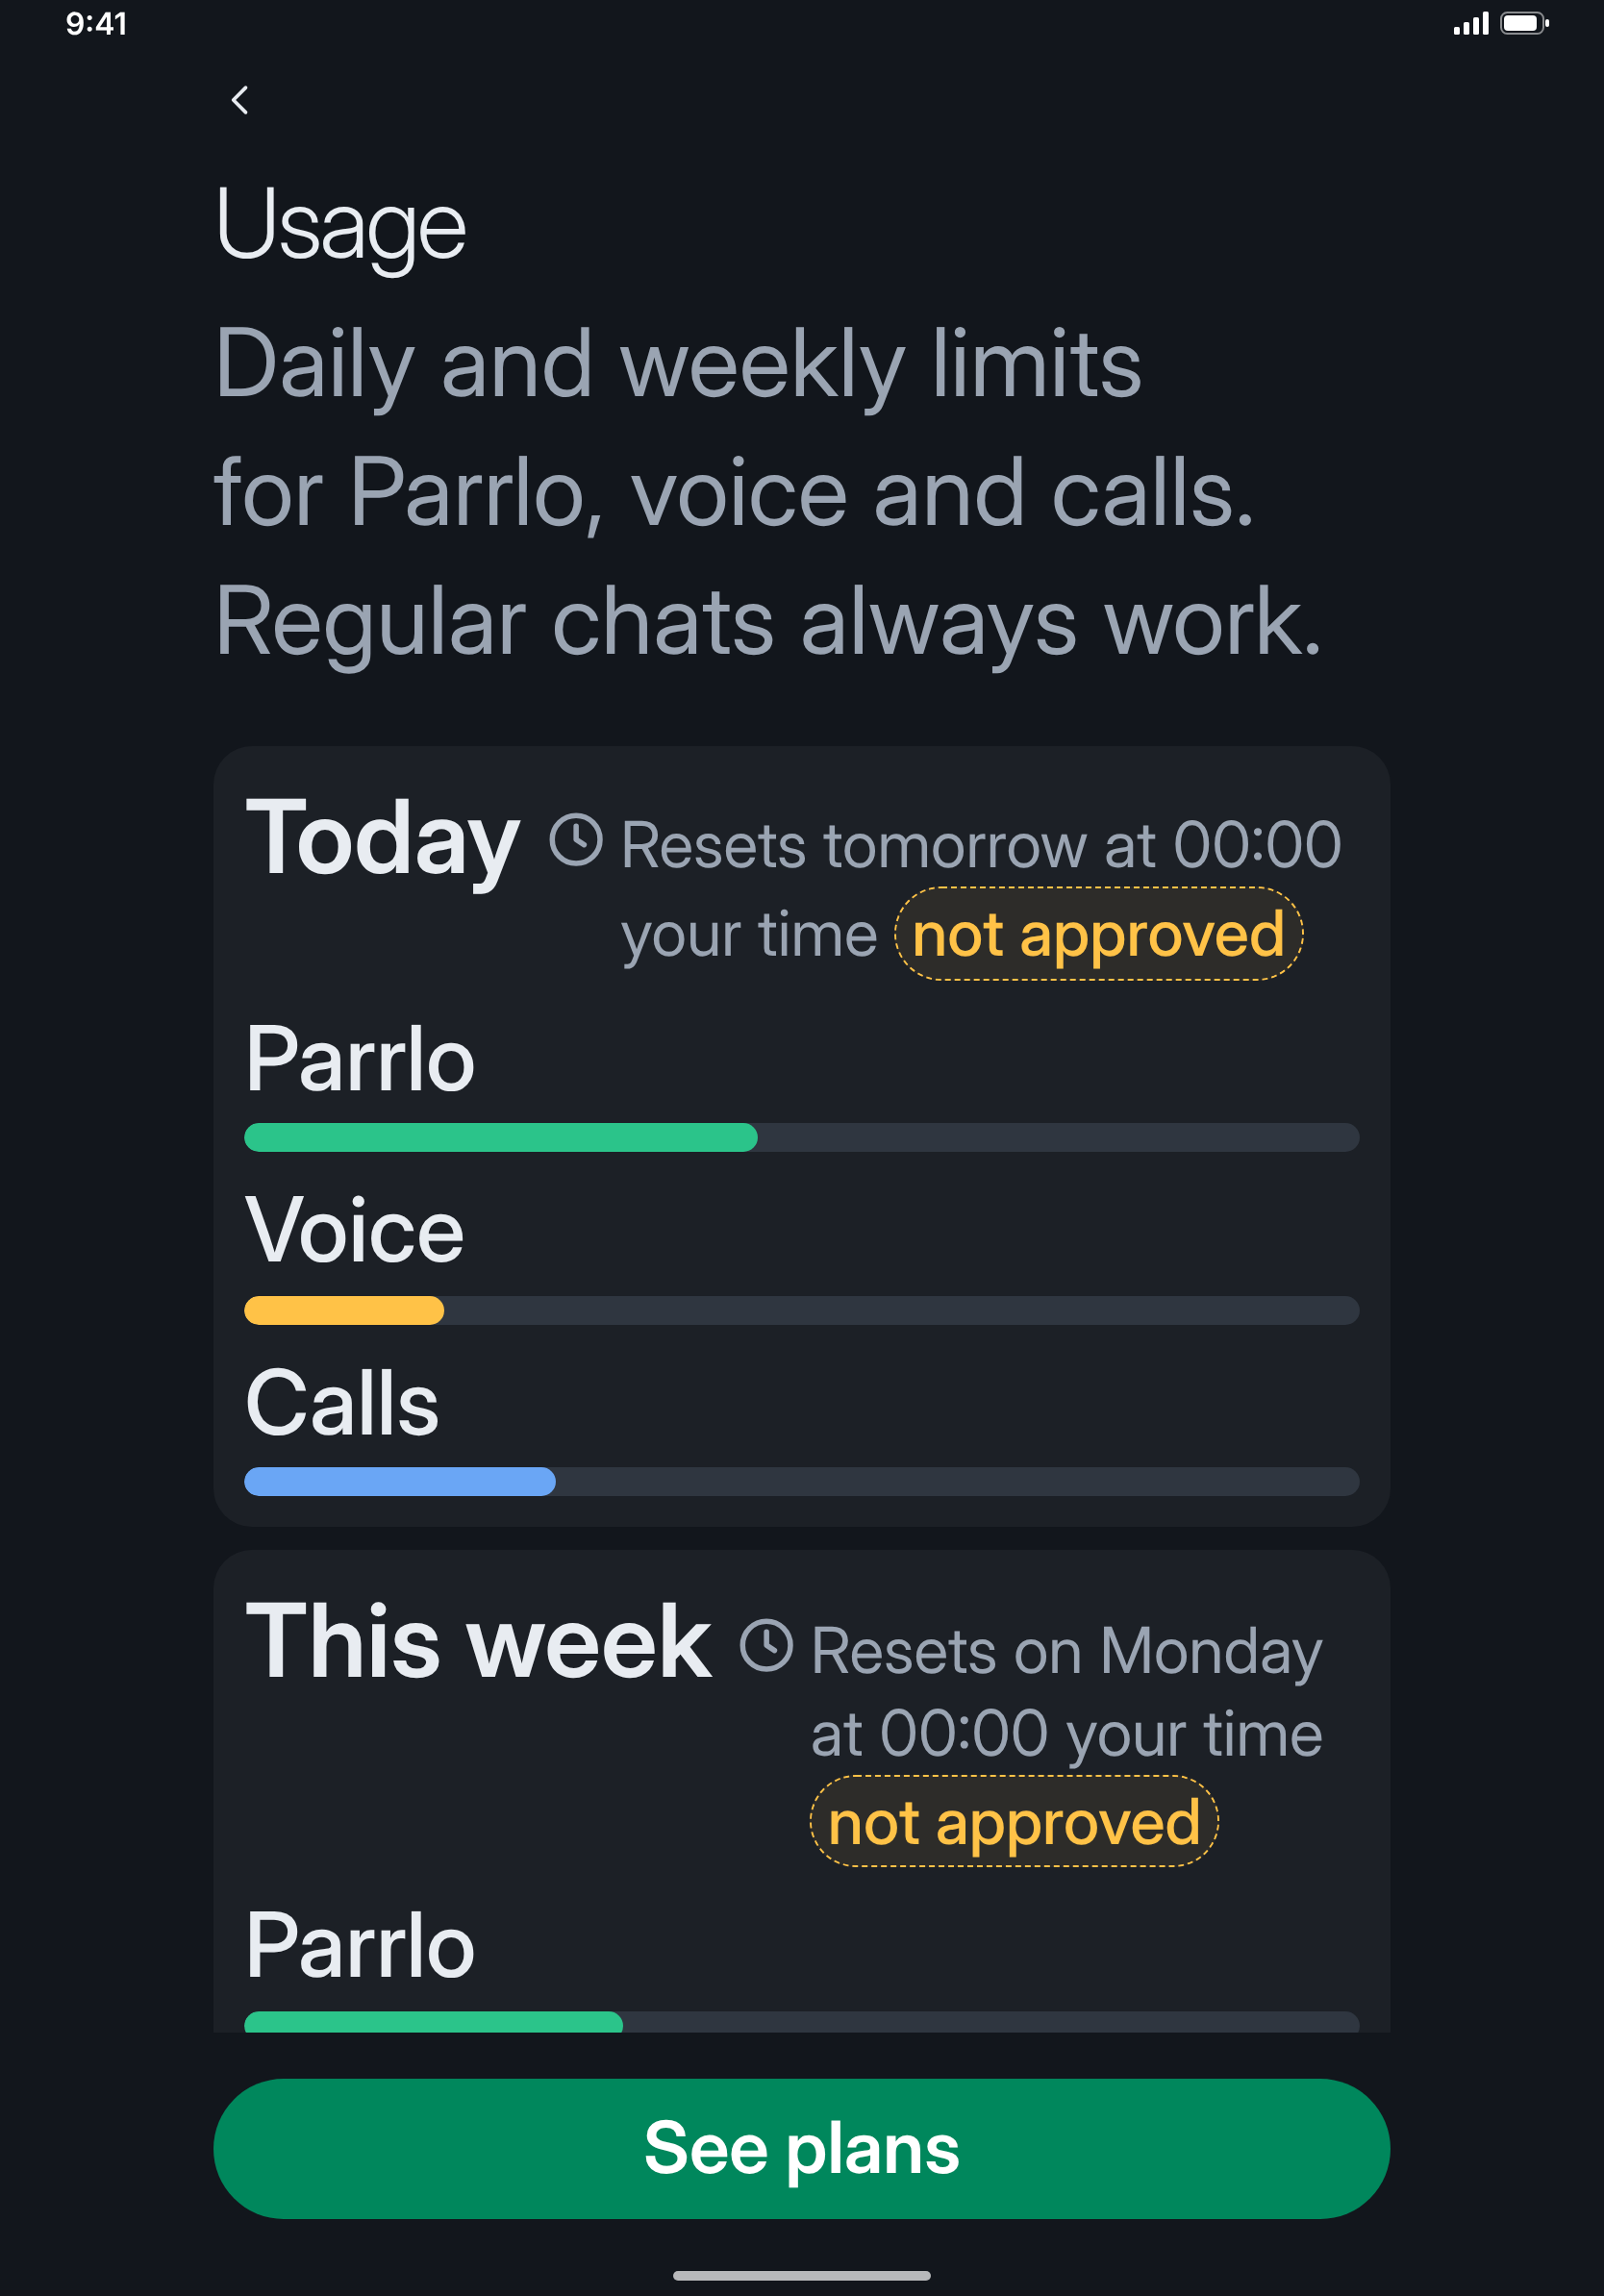 9:41
Usage
Daily and weekly limits
for Parrlo, voice and calls.
Regular chats always work.
Today Resets tomorrow at 00:00
your time not approved
Parrlo
Voice
Calls
This week Resets on Monday
at 00:00 your time
not approved
Parrlo
See plans